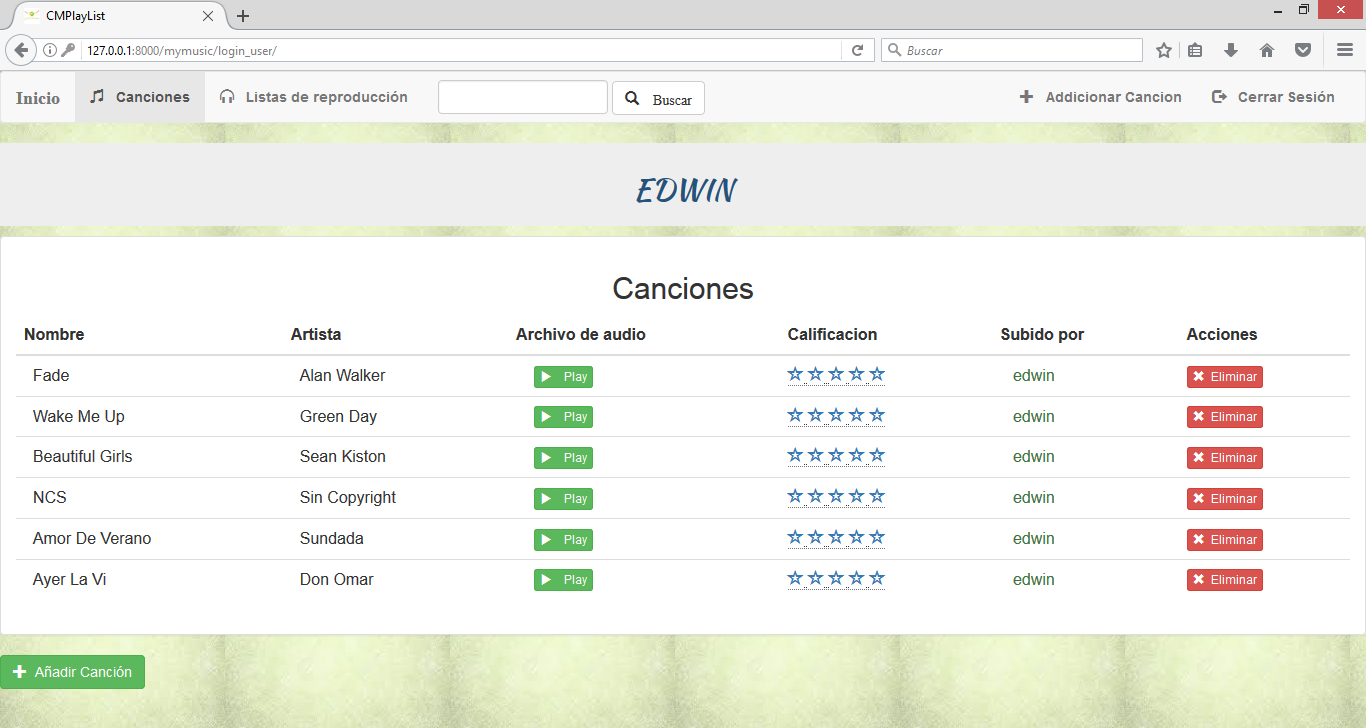 CMPlayList
127.0.0.1:8000/mymusic/login_user/
Buscar
Inicio
Canciones
Listas de reproducción
Buscar
Addicionar Cancion
Cerrar Sesión
EDWIN
Canciones
Nombre Artista Archivo de audio Calificacion Subido por Acciones
Fade Alan Walker Play edwin Eliminar
Wake Me Up Green Day Play edwin Eliminar
Beautiful Girls Sean Kiston Play edwin Eliminar
NCS Sin Copyright Play edwin Eliminar
Amor De Verano Sundada Play edwin Eliminar
Ayer La Vi Don Omar Play edwin Eliminar
Añadir Canción